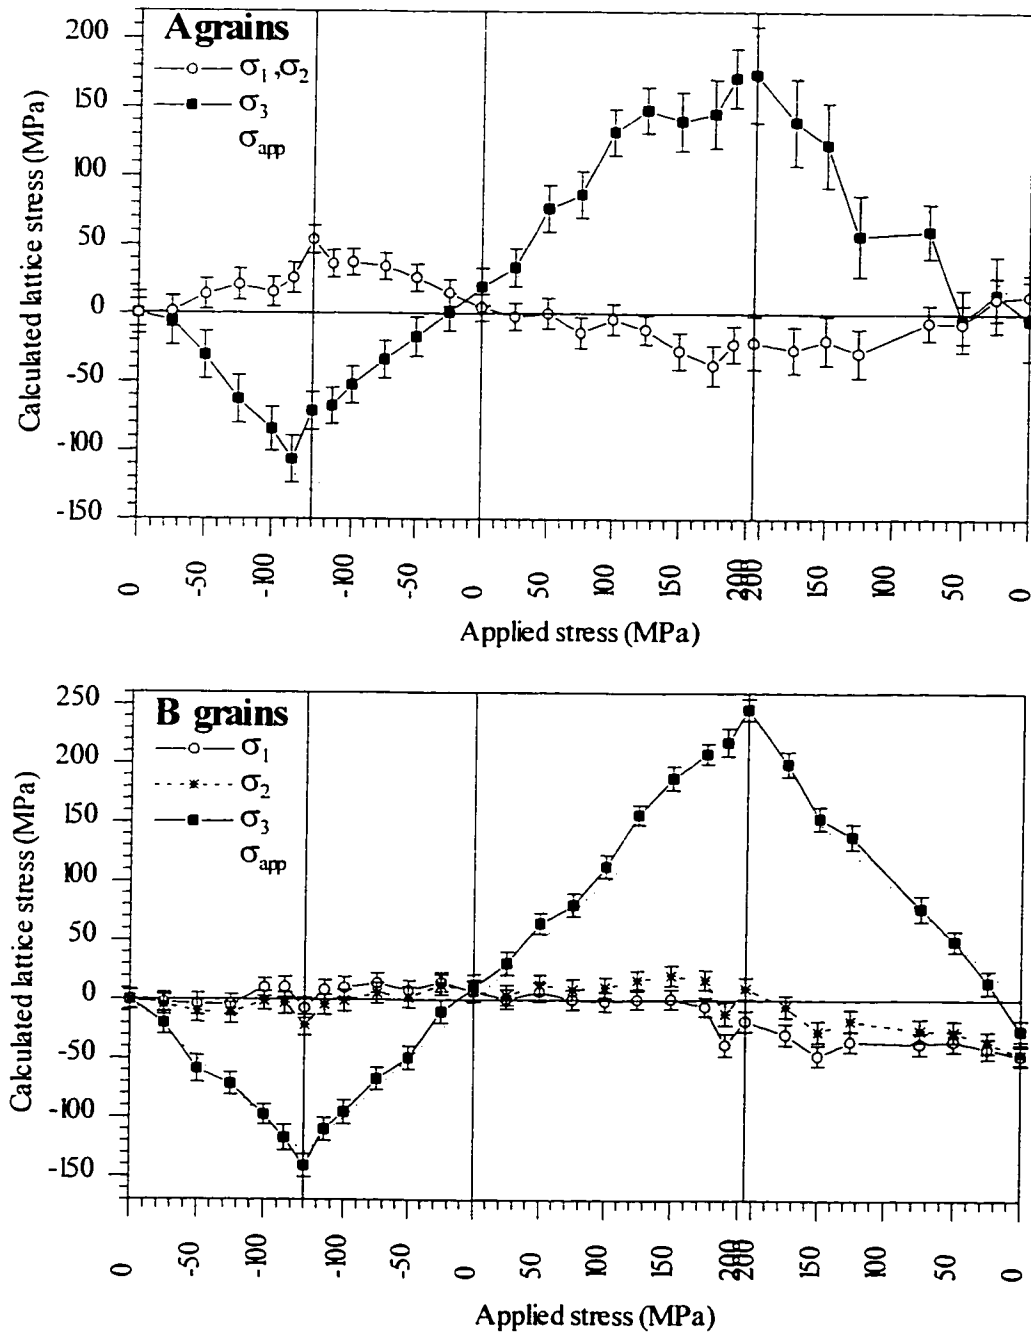 A grains
σ1 ,σ2
σ3
σapp
200
150
100
50
0
-50
-100
-150
Calculated lattice stress (MPa)
0 -50 -100 -100 -50 0 50 100 150 200 200 150 100 50 0
Applied stress (MPa)
B grains
σ1
σ2
σ3
σapp
250
200
150
100
50
0
-50
-100
-150
Calculated lattice stress (MPa)
0 -50 -100 -100 -50 0 50 100 150 200 200 150 100 50 0
Applied stress (MPa)